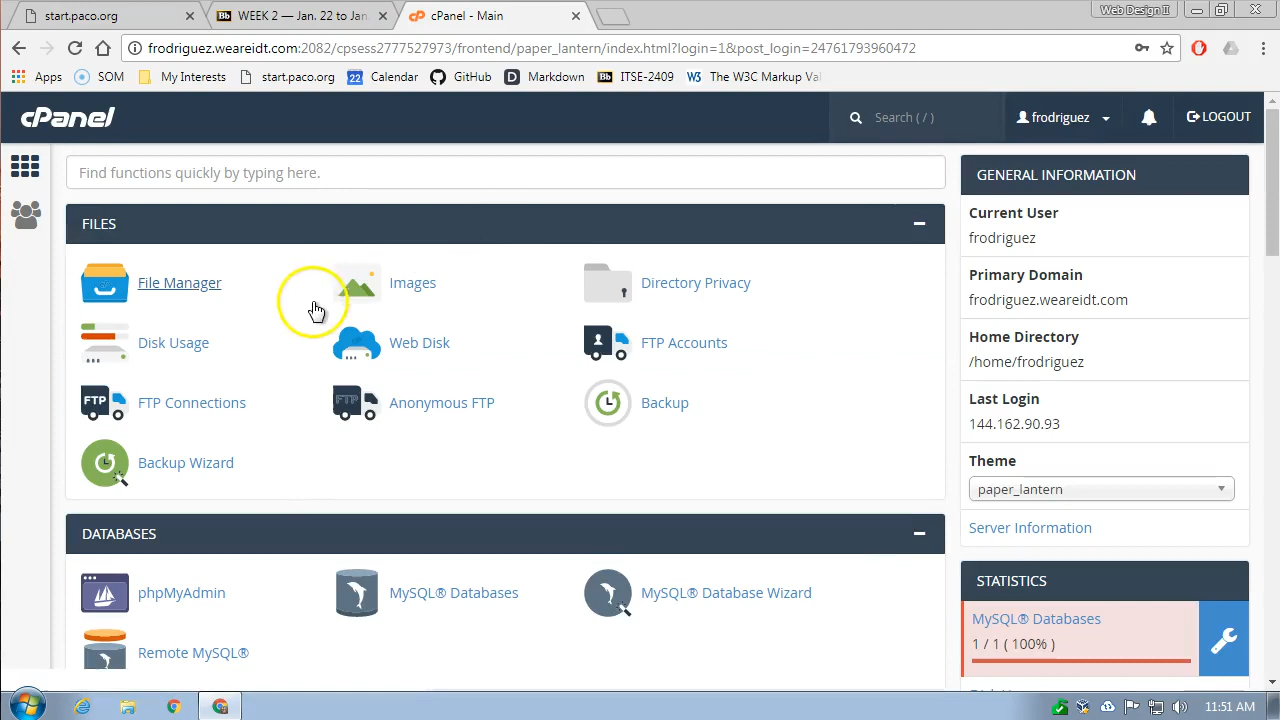 start.paco.org
WEEK 2 — Jan. 22 to Jan.
cPanel - Main
Web Design II
frodriguez.weareidt.com:2082/cpsess2777527973/frontend/paper_lantern/index.html?login=1&post_login=24761793960472
Apps
SOM
My Interests
start.paco.org
22
Calendar
GitHub
D
Markdown
Bb
ITSE-2409
W3
The W3C Markup Val
cPanel
Search ( / )
frodriguez
LOGOUT
Find functions quickly by typing here.
FILES
File Manager
Images
Directory Privacy
Disk Usage
Web Disk
FTP Accounts
FTP
FTP Connections
FTP
Anonymous FTP
Backup
Backup Wizard
DATABASES
phpMyAdmin
MySQL® Databases
MySQL® Database Wizard
Remote MySQL®
GENERAL INFORMATION
Current User
frodriguez
Primary Domain
frodriguez.weareidt.com
Home Directory
/home/frodriguez
Last Login
144.162.90.93
Theme
paper_lantern
Server Information
STATISTICS
MySQL® Databases
1 / 1 ( 100% )
11:51 AM